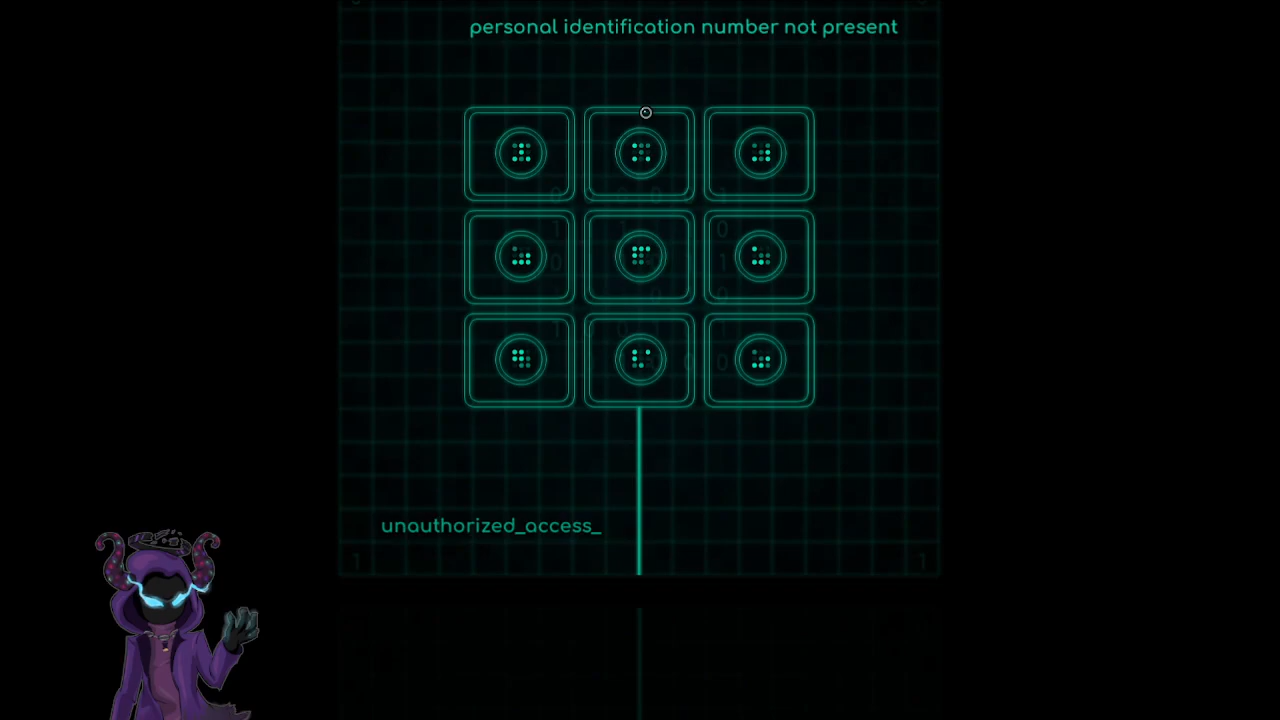 personal identification number not present
unauthorized_access_